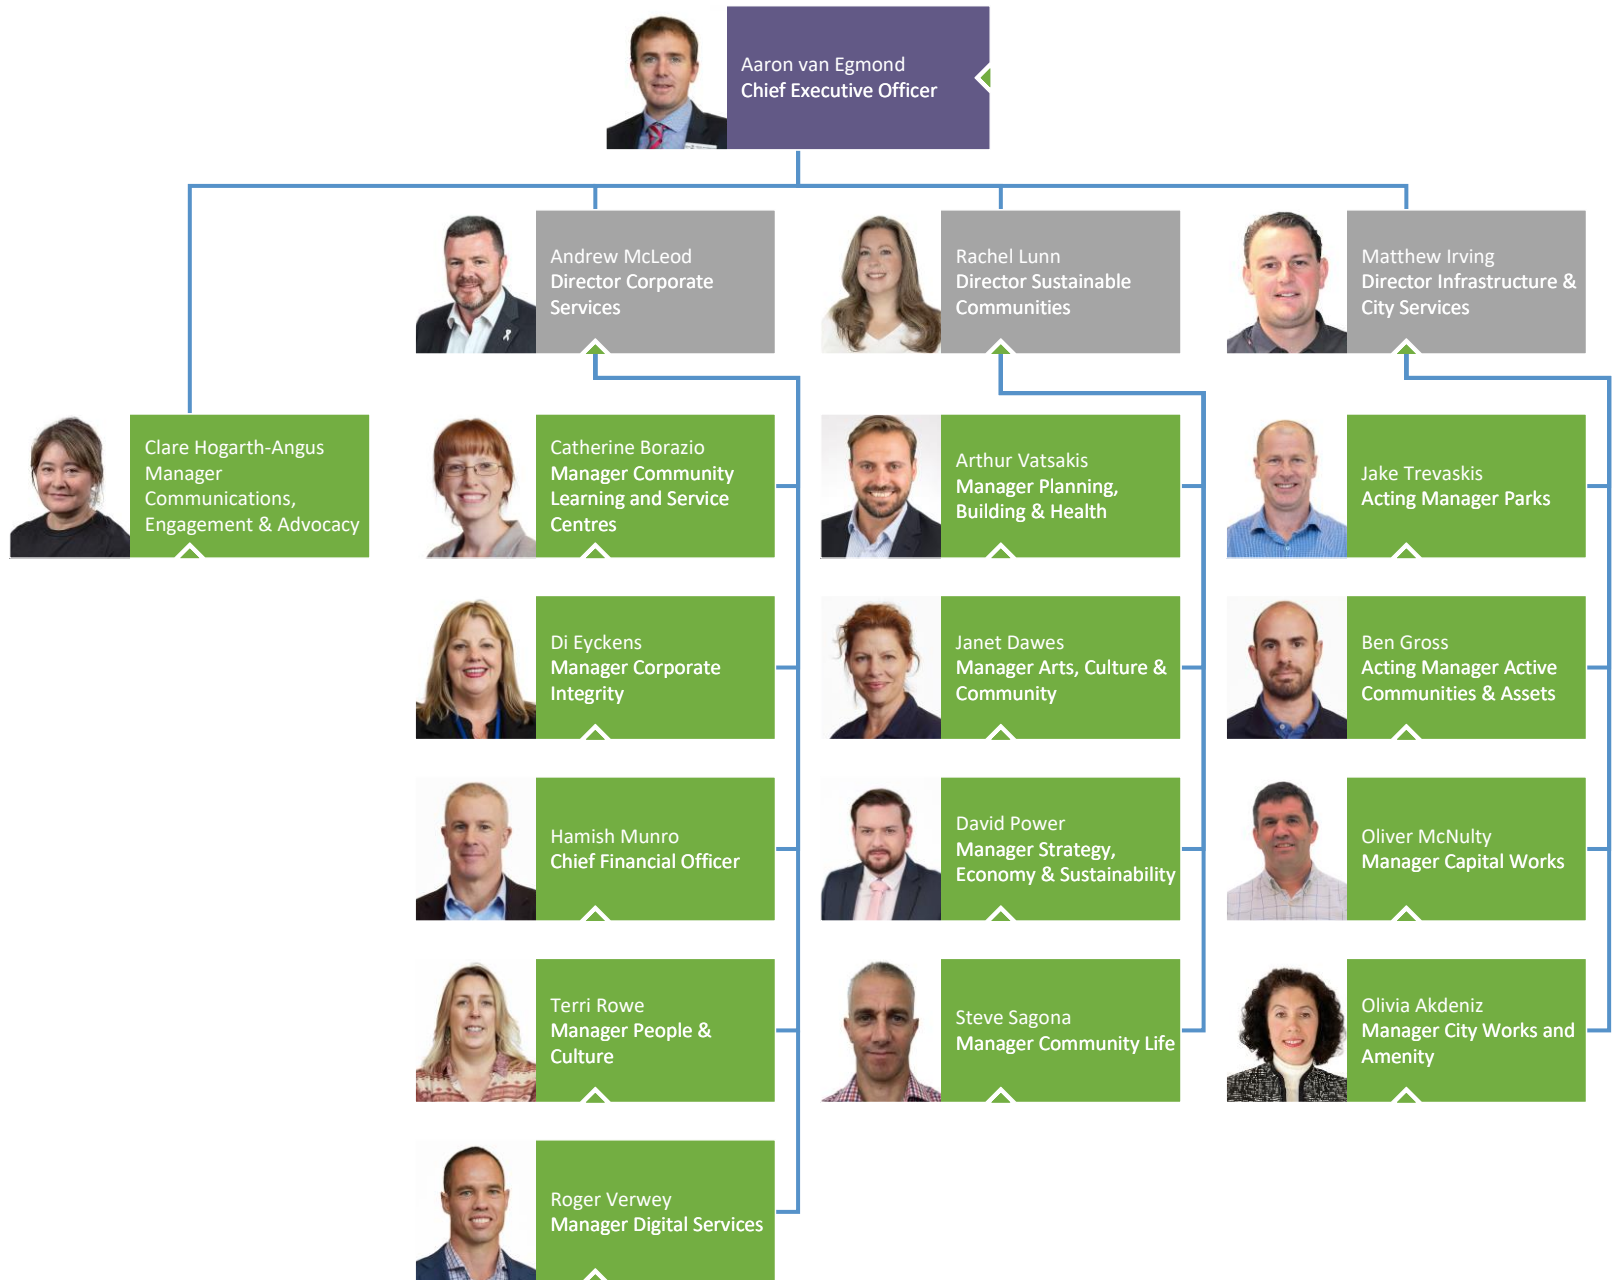 Aaron van Egmond
Chief Executive Officer
Andrew McLeod
Director Corporate
Services
Rachel Lunn
Director Sustainable
Communities
Matthew Irving
Director Infrastructure &
City Services
Clare Hogarth-Angus
Manager
Communications,
Engagement & Advocacy
Catherine Borazio
Manager Community
Learning and Service
Centres
Arthur Vatsakis
Manager Planning,
Building & Health
Jake Trevaskis
Acting Manager Parks
Di Eyckens
Manager Corporate
Integrity
Janet Dawes
Manager Arts, Culture &
Community
Ben Gross
Acting Manager Active
Communities & Assets
Hamish Munro
Chief Financial Officer
David Power
Manager Strategy,
Economy & Sustainability
Oliver McNulty
Manager Capital Works
Terri Rowe
Manager People &
Culture
Steve Sagona
Manager Community Life
Olivia Akdeniz
Manager City Works and
Amenity
Roger Verwey
Manager Digital Services